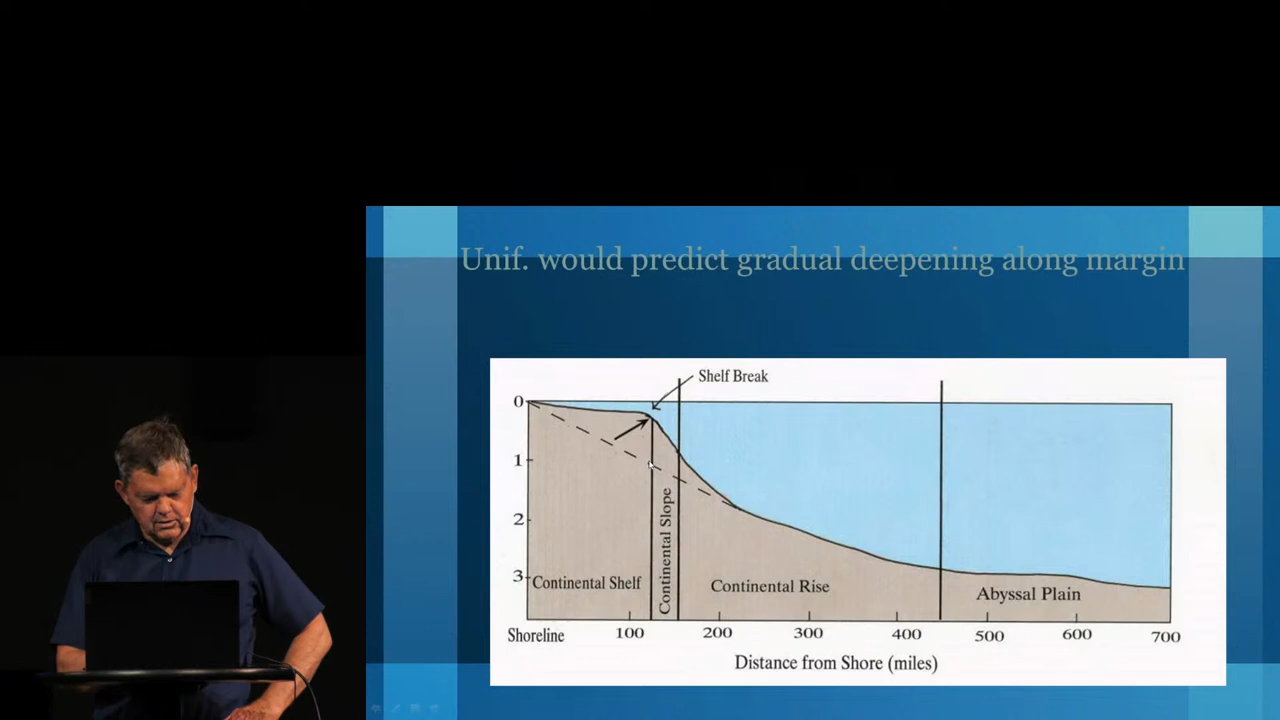 Unif. would predict gradual deepening along margin
Shelf Break
0
1
2
3
Continental Shelf
Continental Slope
Continental Rise
Abyssal Plain
Shoreline 100 200 300 400 500 600 700
Distance from Shore (miles)